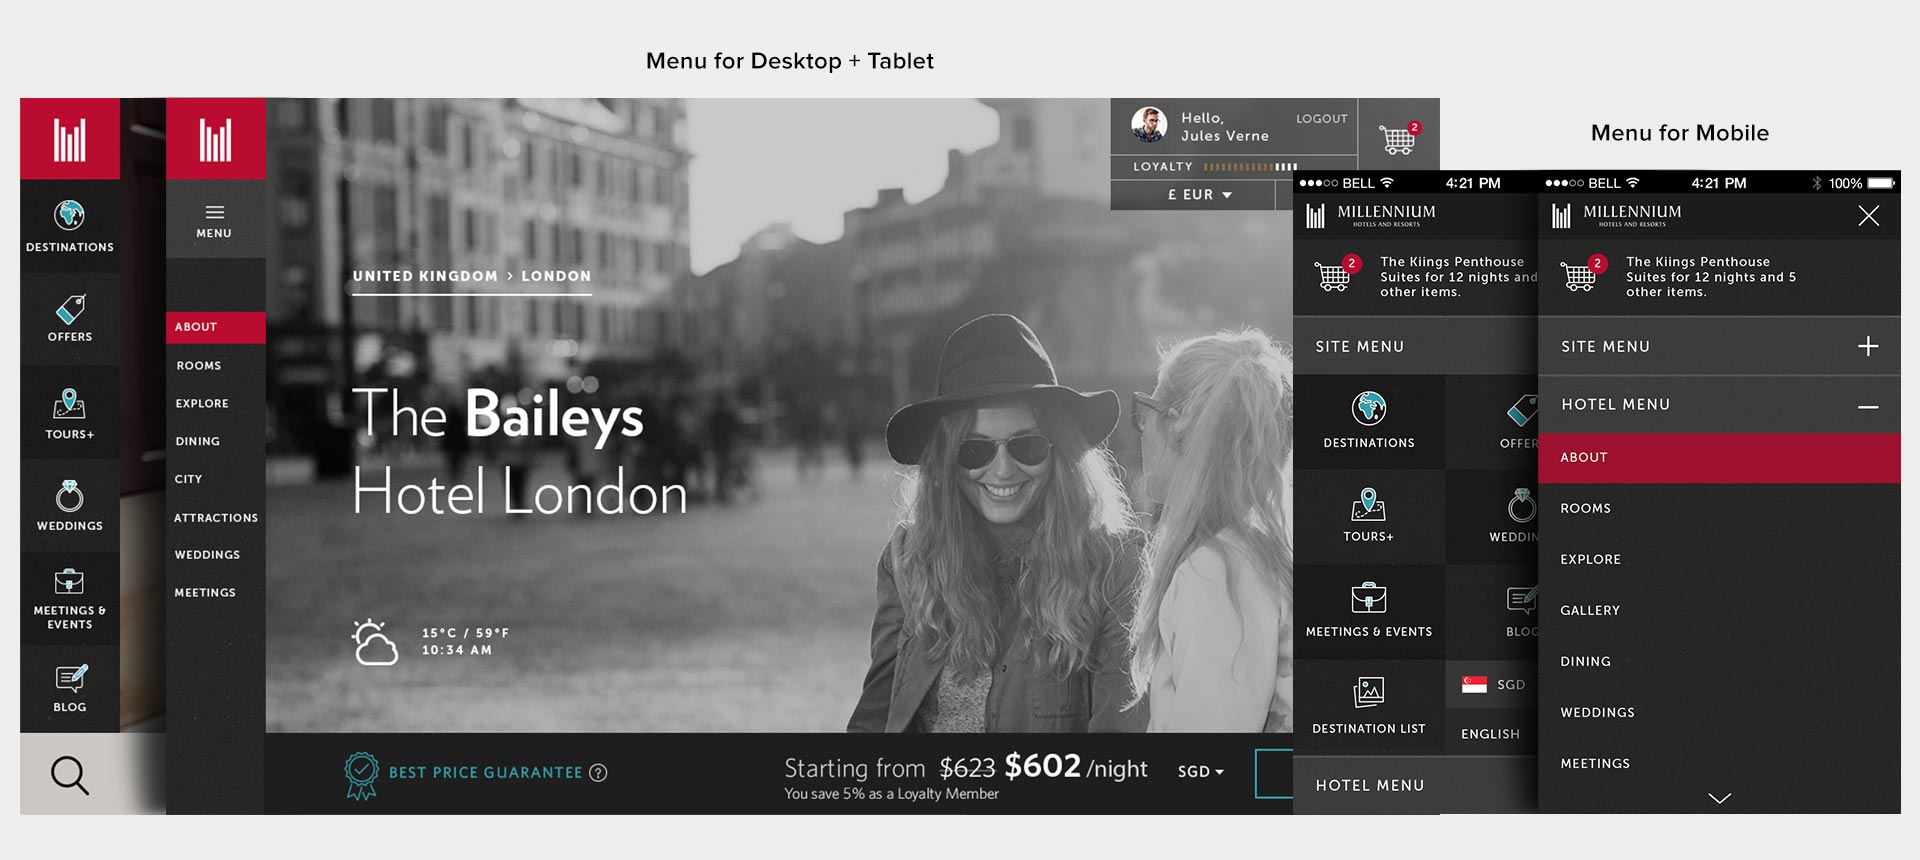 Menu for Desktop + Tablet
Menu for Mobile
DESTINATIONS
OFFERS
TOURS+
WEDDINGS
MEETINGS &
EVENTS
BLOG
MENU
ABOUT
ROOMS
EXPLORE
DINING
CITY
ATTRACTIONS
WEDDINGS
MEETINGS
UNITED KINGDOM > LONDON
The Baileys
Hotel London
15°C / 59°F
10:34 AM
BEST PRICE GUARANTEE ?
Starting from $623 $602 /night
You save 5% as a Loyalty Member
SGD
Hello,
Jules Verne
LOGOUT
2
LOYALTY
£ EUR
BELL 4:21 PM
MILLENNIUM
HOTELS AND RESORTS
2
The Kiings Penthouse
Suites for 12 nights and
other items.
SITE MENU
DESTINATIONS
OFFER
TOURS+
WEDDIN
MEETINGS & EVENTS
BLOG
DESTINATION LIST
SGD
ENGLISH
HOTEL MENU
BELL 4:21 PM 100%
MILLENNIUM
HOTELS AND RESORTS
2
The Kiings Penthouse
Suites for 12 nights and 5
other items.
SITE MENU
HOTEL MENU
ABOUT
ROOMS
EXPLORE
GALLERY
DINING
WEDDINGS
MEETINGS